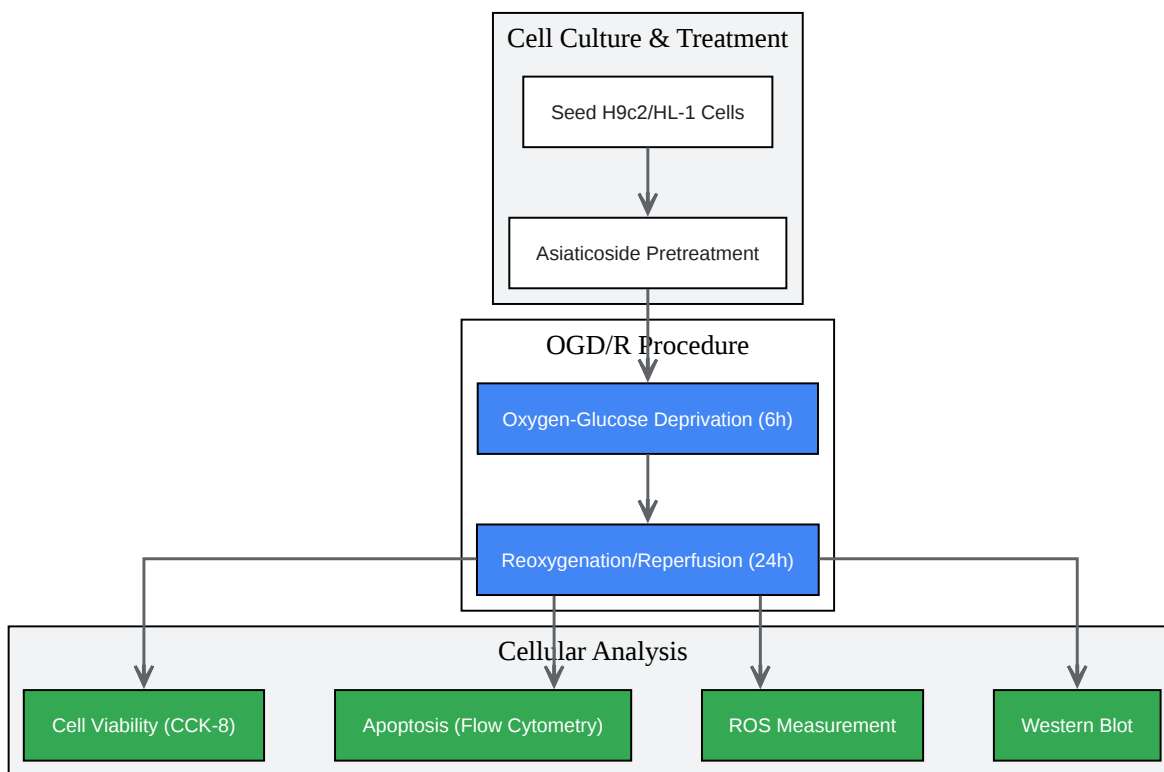 Cell Culture & Treatment
Seed H9c2/HL-1 Cells
Asiaticoside Pretreatment
OGD/R Procedure
Oxygen-Glucose Deprivation (6h)
Reoxygenation/Reperfusion (24h)
Cellular Analysis
Cell Viability (CCK-8)
Apoptosis (Flow Cytometry)
ROS Measurement
Western Blot